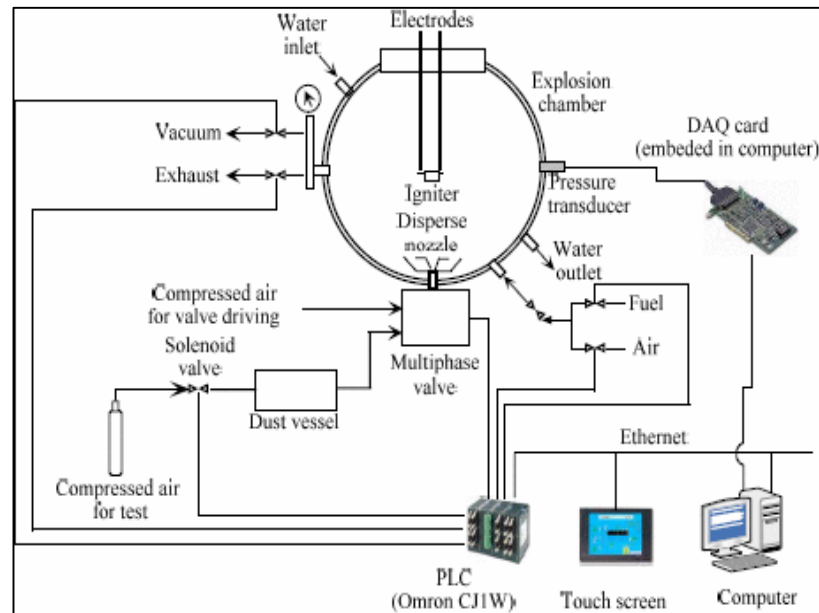 Electrodes
Water
inlet
Explosion
chamber
DAQ card
(embeded in computer)
Vacuum
Exhaust
Igniter
Disperse
nozzle
Pressure
transducer
Water
outlet
Compressed air
for valve driving
Fuel
Solenoid
valve
Air
Multiphase
valve
Dust vessel
Ethernet
Compressed air
for test
PLC
(Omron CJ1W)
Touch screen
Computer